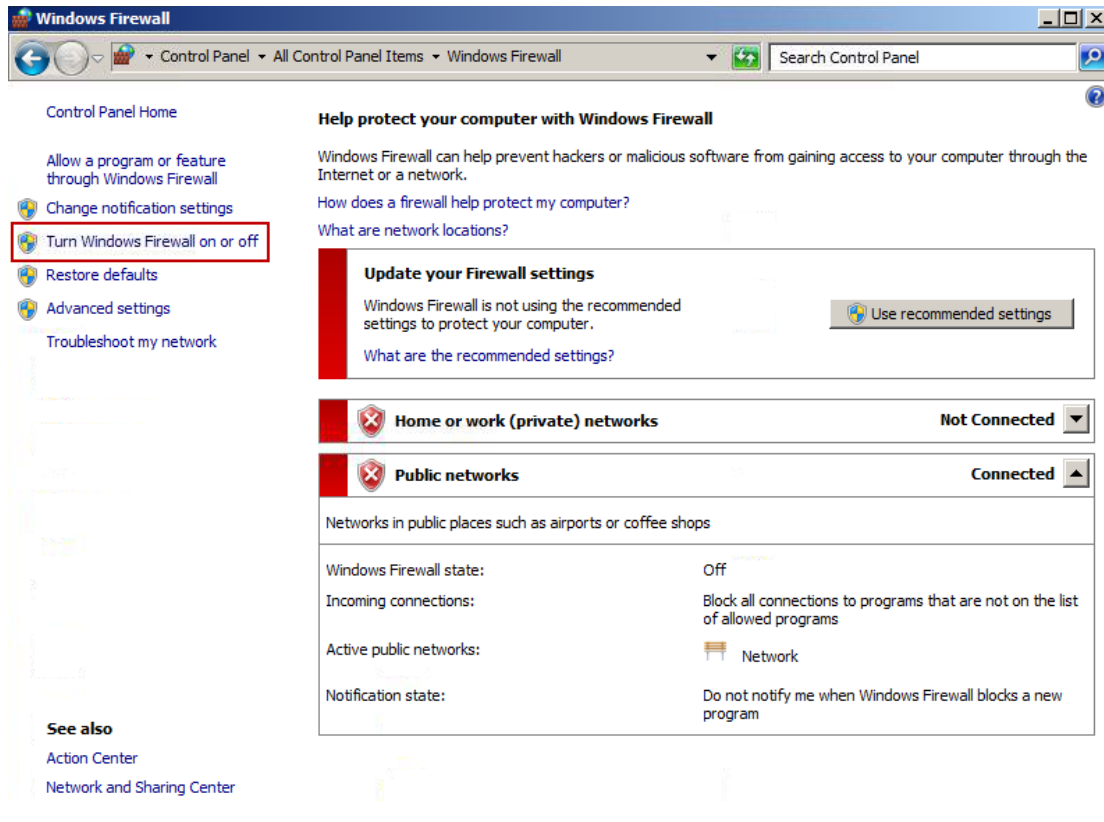 Windows Firewall
Control Panel All Control Panel Items Windows Firewall
Search Control Panel
Control Panel Home
Allow a program or feature
through Windows Firewall
Change notification settings
Turn Windows Firewall on or off
Restore defaults
Advanced settings
Troubleshoot my network
See also
Action Center
Network and Sharing Center
Help protect your computer with Windows Firewall
Windows Firewall can help prevent hackers or malicious software from gaining access to your computer through the
Internet or a network.
How does a firewall help protect my computer?
What are network locations?
Update your Firewall settings
Windows Firewall is not using the recommended
settings to protect your computer.
Use recommended settings
What are the recommended settings?
Home or work (private) networks Not Connected
Public networks Connected
Networks in public places such as airports or coffee shops
Windows Firewall state: Off
Incoming connections: Block all connections to programs that are not on the list
of allowed programs
Active public networks: Network
Notification state: Do not notify me when Windows Firewall blocks a new
program